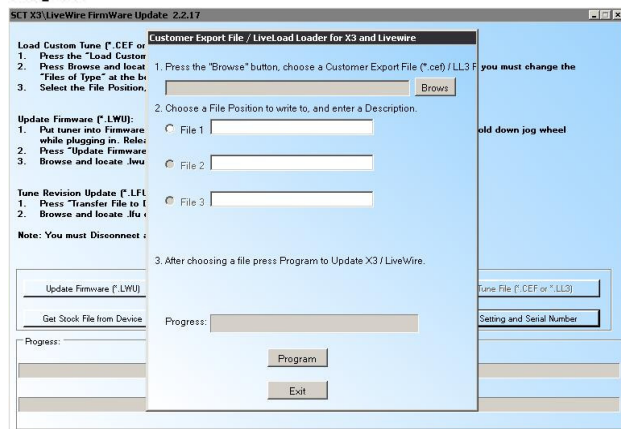 SCT X3\LiveWire FirmWare Update 2.2.17
Load Custom Tune (*.CEF or
1. Press the "Load Custom
2. Press Browse and locat
"Files of Type" at the bo
3. Select the File Position,
you must change the
Update Firmware (*.LWU):
1. Put tuner into Firmware
while plugging in. Relea
old down jog wheel
2. Press "Update Firmware
3. Browse and locate .lwu
Tune Revision Update (*.LFU
1. Press "Transfer File to D
2. Browse and locate .lfu
Note: You must Disconnect a
Update Firmware (*.LWU)
Tune File (*.CEF or *.LL3)
Get Stock File from Device
Setting and Serial Number
Progress:
Customer Export File / LiveLoad Loader for X3 and Livewire
1. Press the "Browse" button, choose a Customer Export File (*.cef) / LL3 F
Brows
2. Choose a File Position to write to, and enter a Description.
File 1
File 2
File 3
3. After choosing a file press Program to Update X3 / LiveWire.
Progress:
Program
Exit